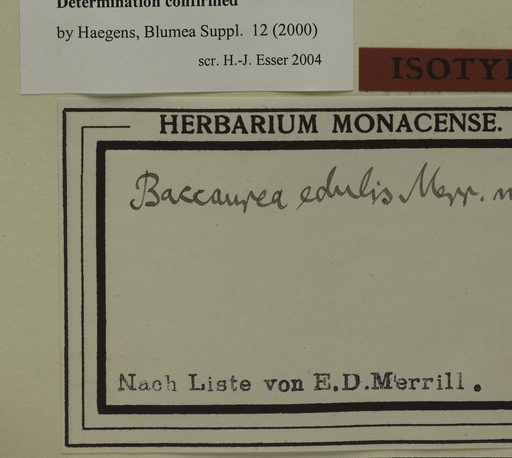 Determination confirmed
by Haegens, Blumea Suppl. 12 (2000)
scr. H.-J. Esser 2004
ISOTY
HERBARIUM MONACENSE.
Baccaurea edulis Merr.
Nach Liste von E.D.Merrill.